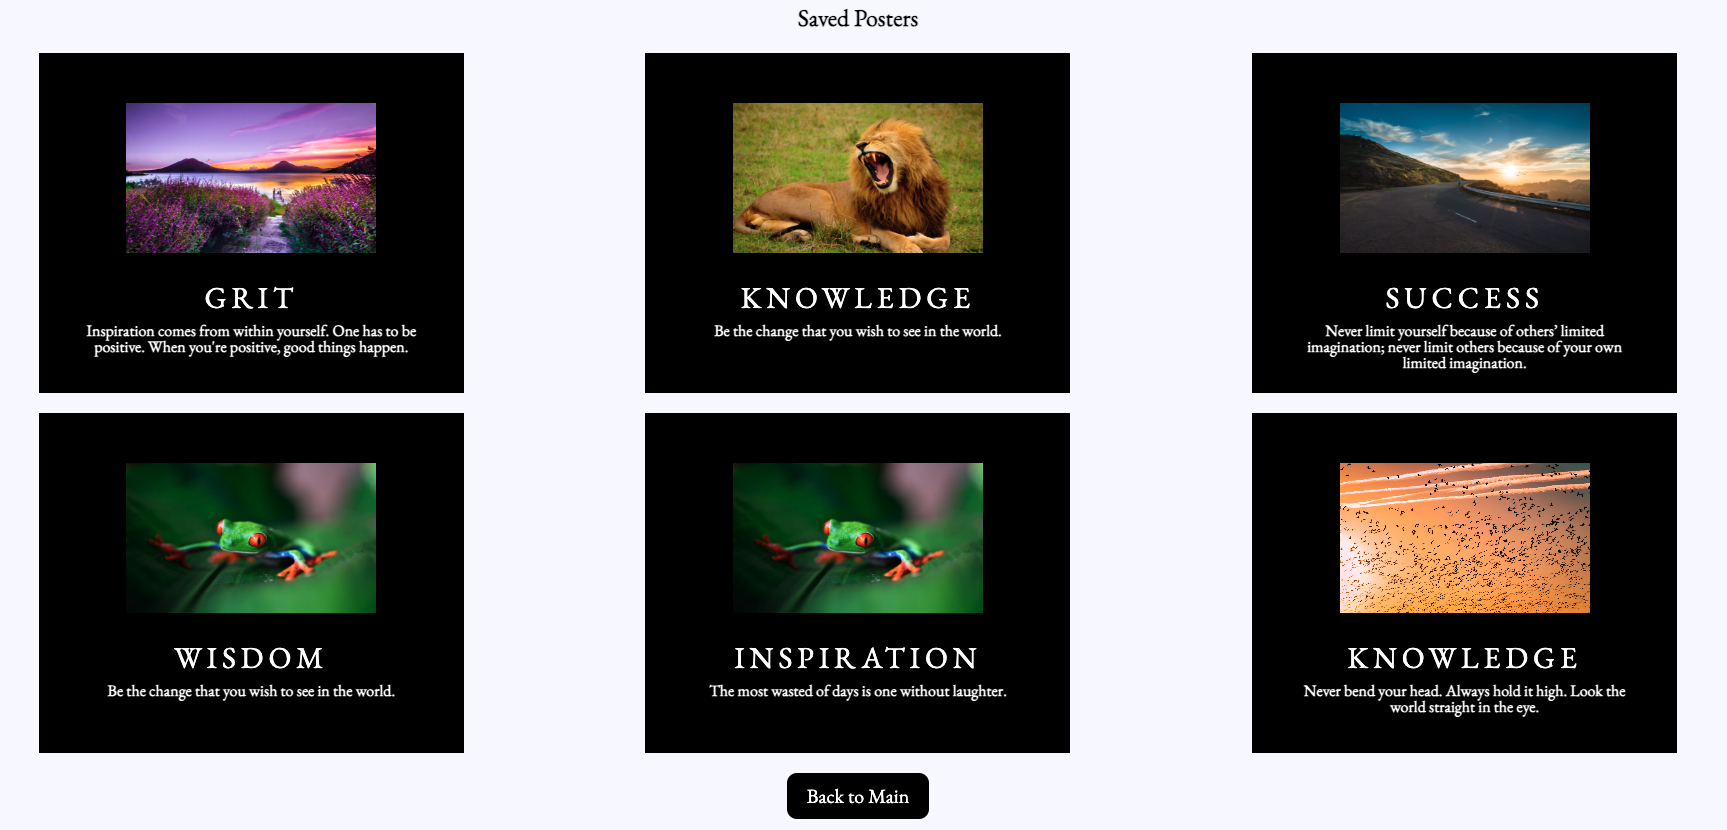 Saved Posters
GRIT
Inspiration comes from within yourself. One has to be
positive. When you're positive, good things happen.
KNOWLEDGE
Be the change that you wish to see in the world.
SUCCESS
Never limit yourself because of others’ limited
imagination; never limit others because of your own
limited imagination.
WISDOM
Be the change that you wish to see in the world.
INSPIRATION
The most wasted of days is one without laughter.
KNOWLEDGE
Never bend your head. Always hold it high. Look the
world straight in the eye.
Back to Main